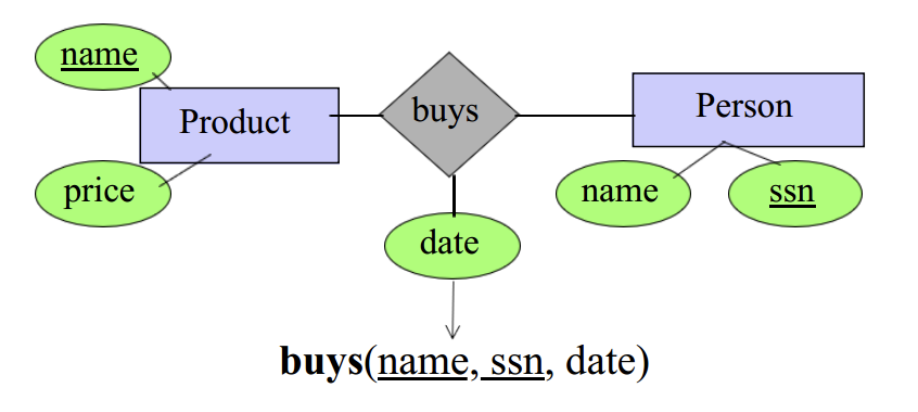 name
Product
price
buys
date
Person
name
ssn
buys(name, ssn, date)